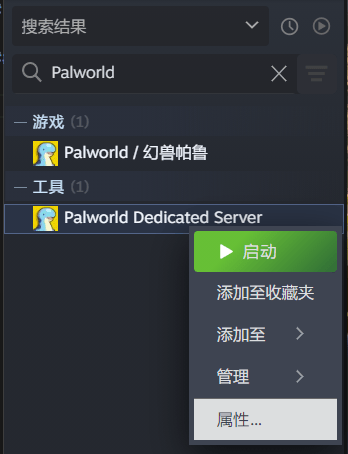 搜索结果
Palworld
— 游戏 (1)
Palworld / 幻兽帕鲁
— 工具 (1)
Palworld Dedicated Server
启动
添加至收藏夹
添加至
管理
属性...